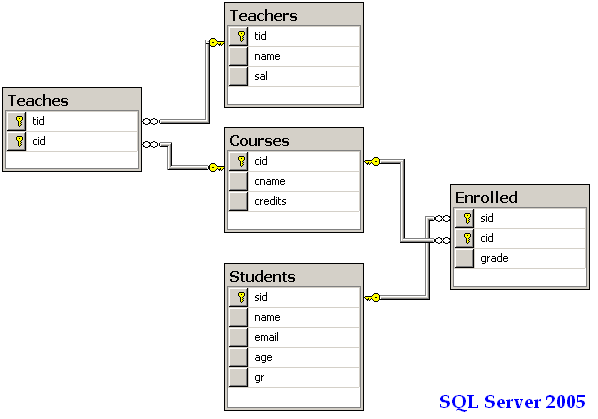 Teachers
tid
name
sal
Teaches
tid
cid
Courses
cid
cname
credits
Enrolled
sid
cid
grade
Students
sid
name
email
age
gr
SQL Server 2005